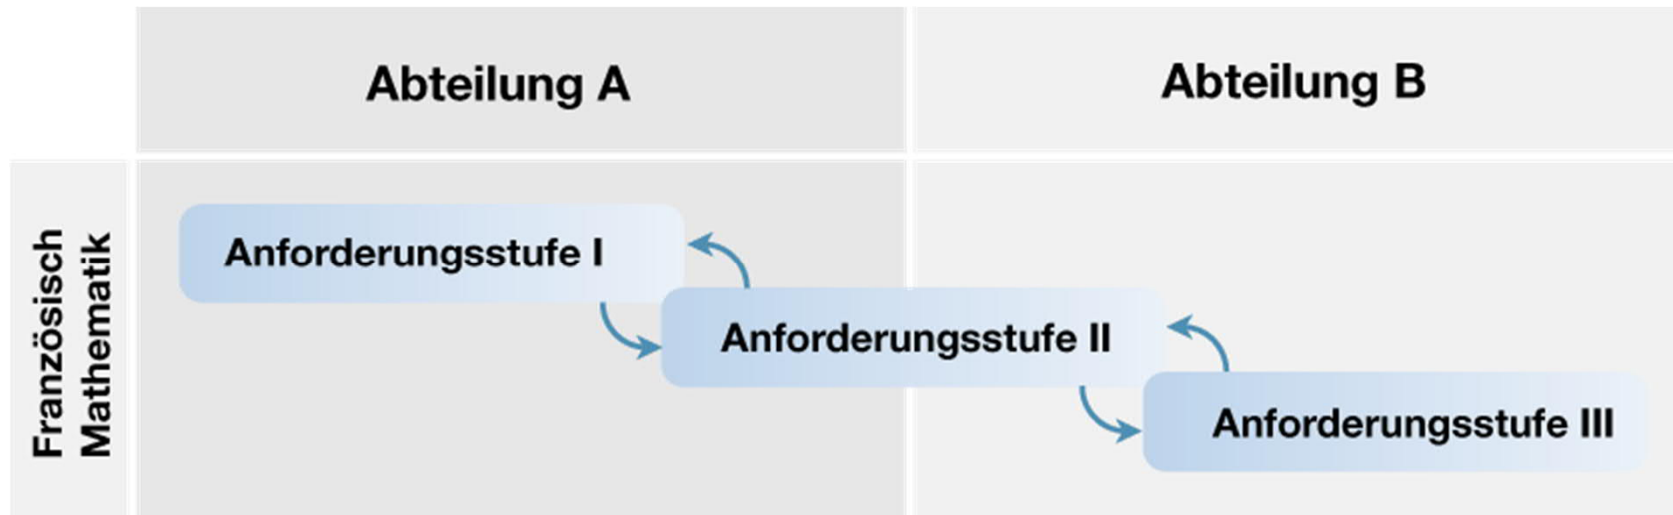 Abteilung A
Abteilung B
Französisch
Mathematik
Anforderungsstufe I
Anforderungsstufe II
Anforderungsstufe III